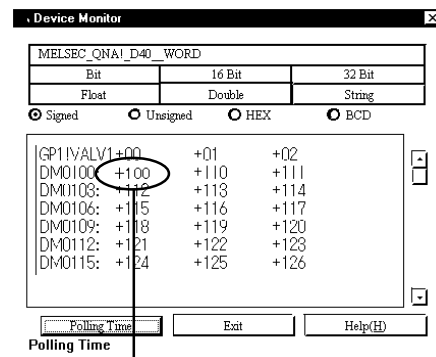 Device Monitor
MELSEC_QNA!_D40__WORD
Bit 16 Bit 32 Bit
Float Double String
Signed Unsigned HEX BCD
GP1!VALV1+00 +01 +02
DM0100: +100 +110 +111
DM0103: +112 +113 +114
DM0106: +115 +116 +117
DM0109: +118 +119 +120
DM0112: +121 +122 +123
DM0115: +124 +125 +126
Polling Time Exit Help(H)
Polling Time